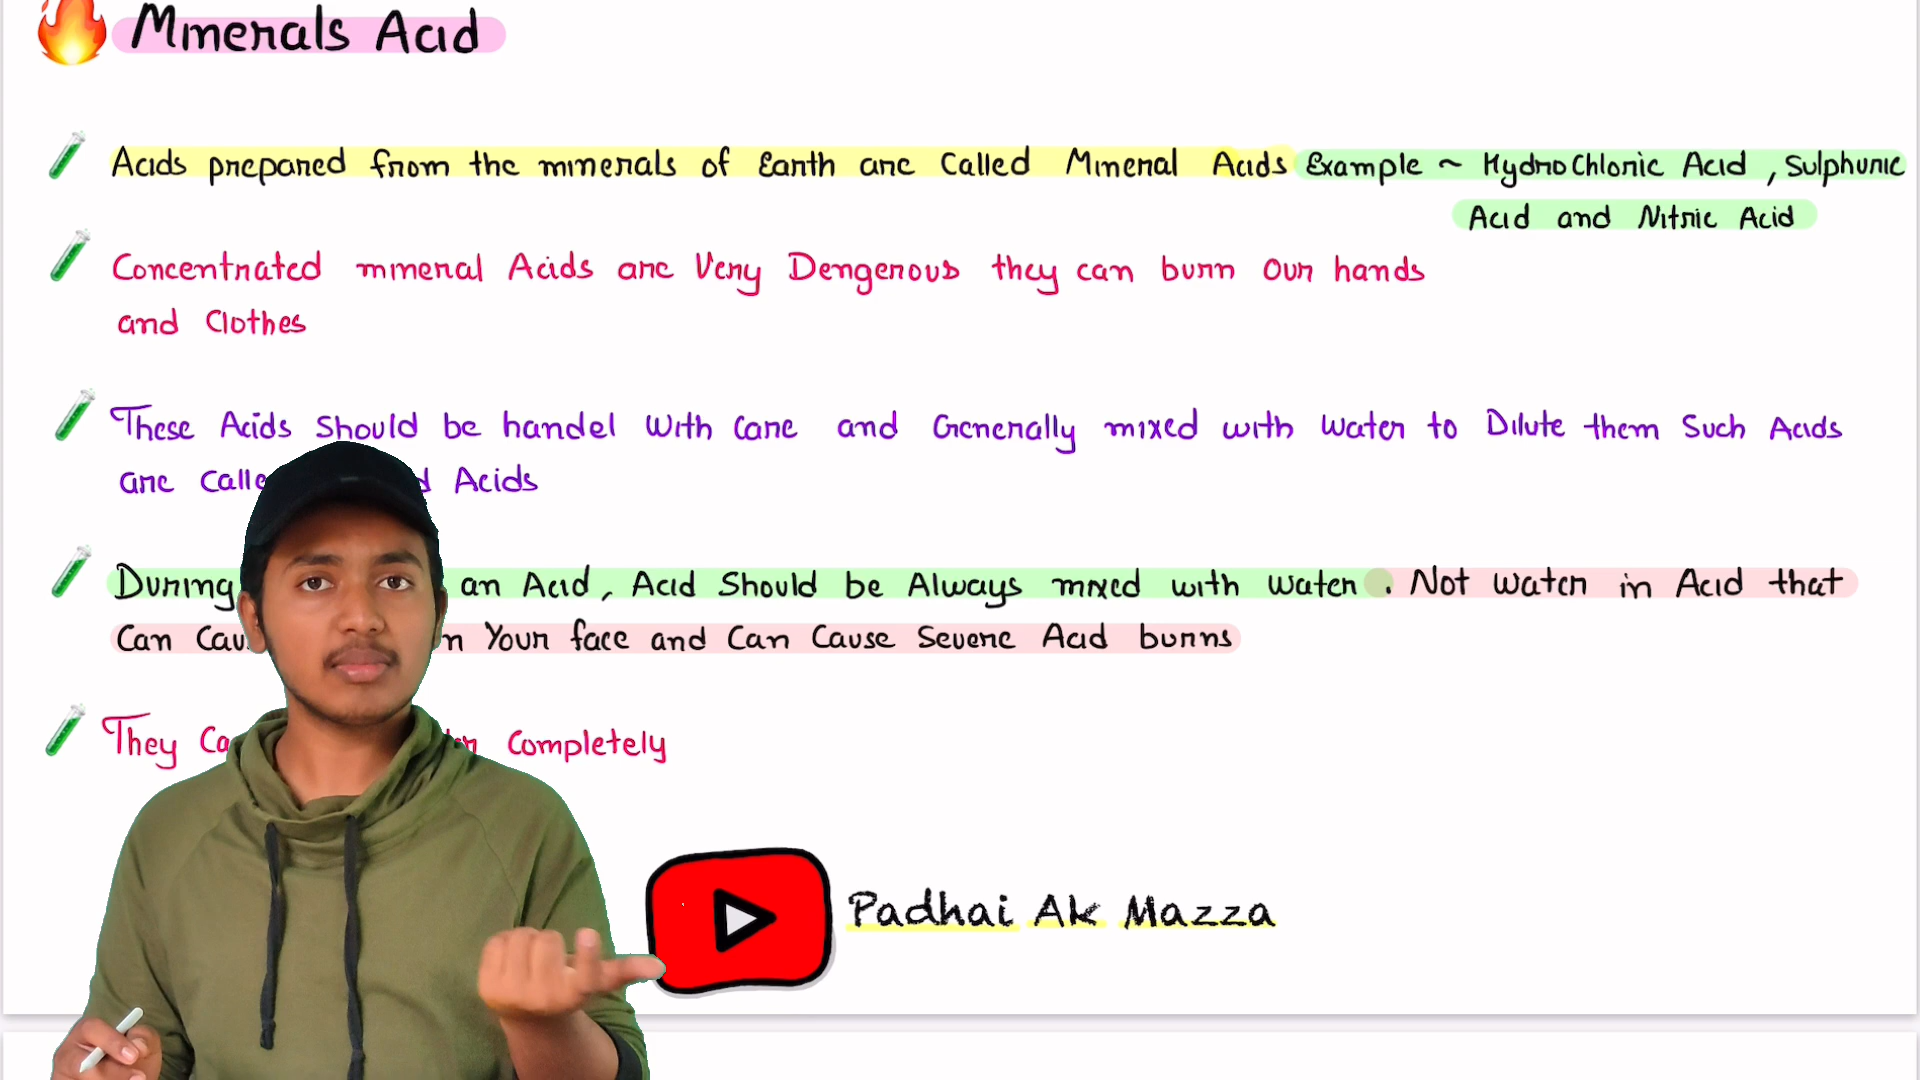 Minerals Acid
Acids prepared from the minerals of Earth are Called Mineral Acids Example ~ HydroChloric Acid, Sulphuric
Acid and Nitric Acid
Concentrated mineral Acids are Very Dengerous they can burn Our hands
and Clothes
These Acids Should be handel With Care and Generally mixed with Water to Dilute them Such Acids
are Acids
During an Acid, Acid Should be Always mixed with Water. Not Water in Acid that
Can Your face and Can Cause Severe Acid burns
They Completely
Padhai Ak Mazza